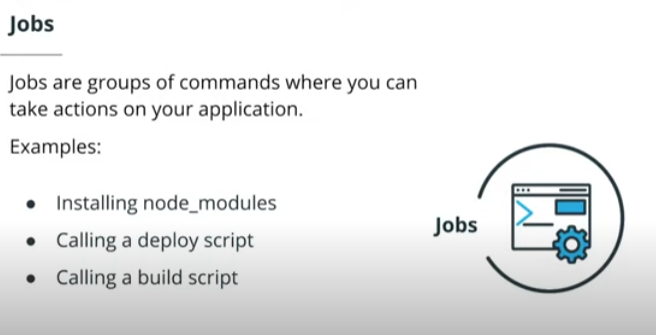 Jobs
Jobs are groups of commands where you can
take actions on your application.
Examples:
• Installing node_modules
• Calling a deploy script
• Calling a build script
Jobs